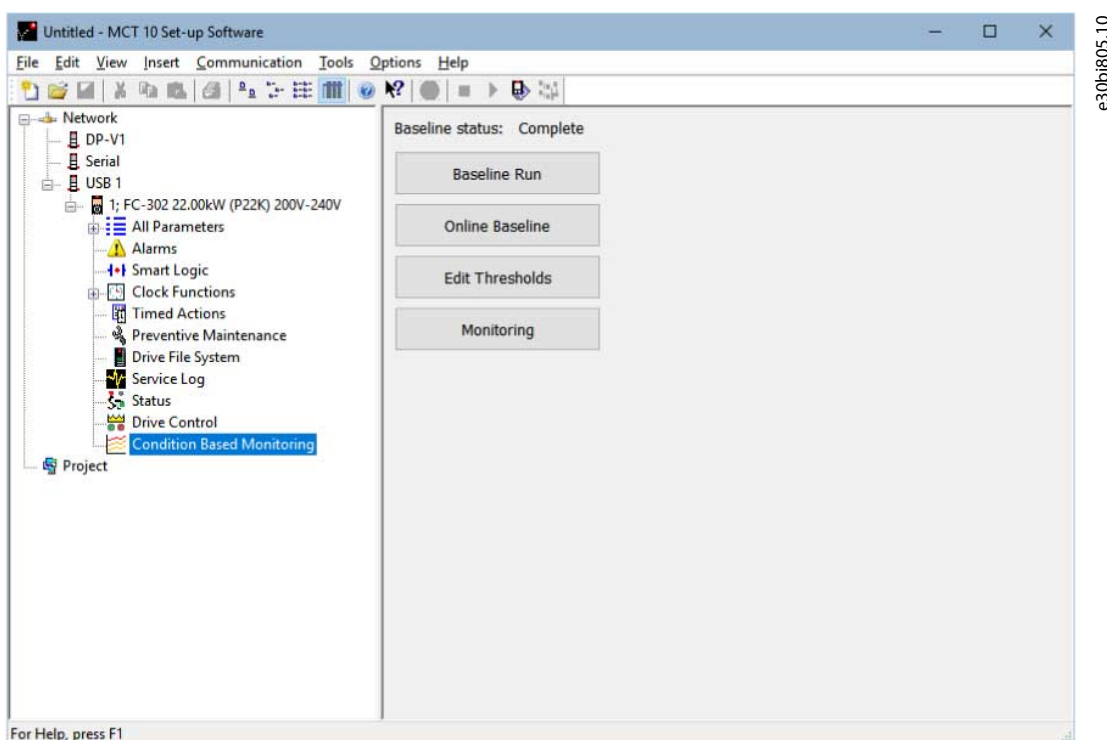 Untitled - MCT 10 Set-up Software
File Edit View Insert Communication Tools Options Help
Network
DP-V1
Serial
USB 1
1; FC-302 22.00kW (P22K) 200V-240V
All Parameters
Alarms
Smart Logic
Clock Functions
Timed Actions
Preventive Maintenance
Drive File System
Service Log
Status
Drive Control
Condition Based Monitoring
Project
Baseline status: Complete
Baseline Run
Online Baseline
Edit Thresholds
Monitoring
For Help, press F1
e30bi805.10